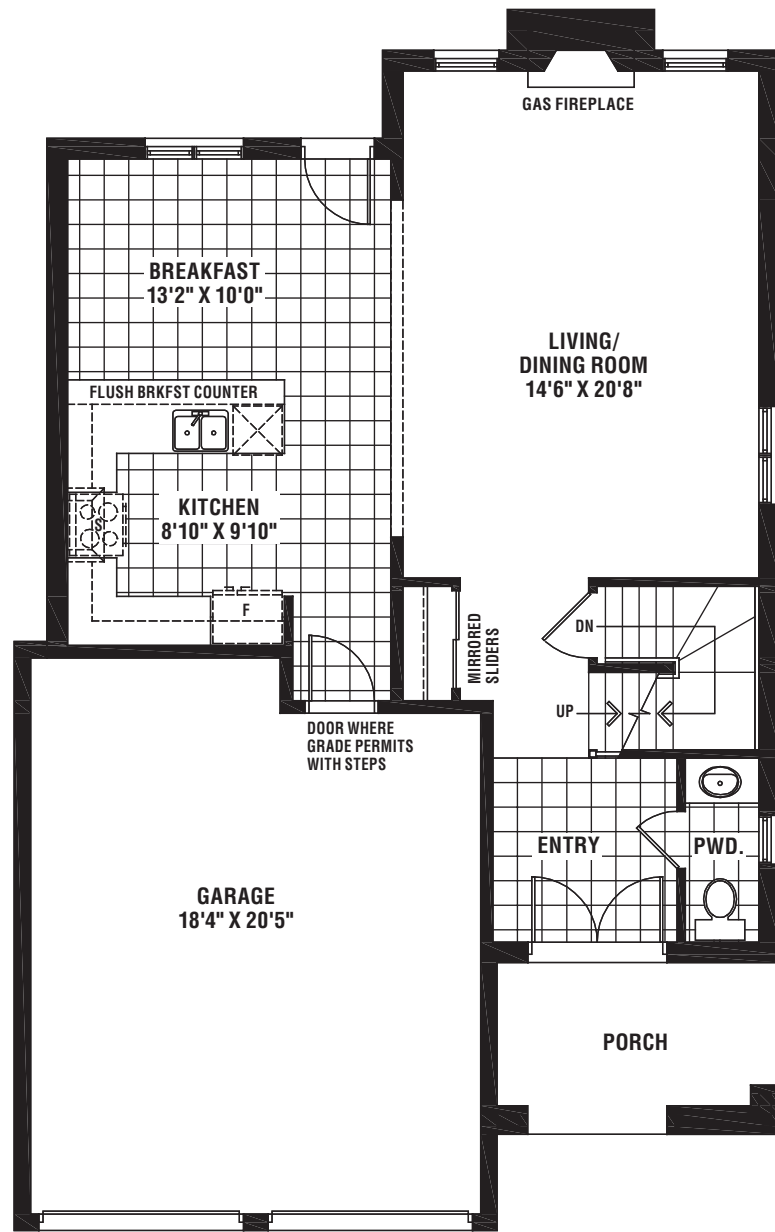 GAS FIREPLACE
BREAKFAST
13'2" X 10'0"
LIVING/
DINING ROOM
14'6" X 20'8"
FLUSH BRKFST COUNTER
KITCHEN
8'10" X 9'10"
S
F
MIRRORED
SLIDERS
DN
UP
DOOR WHERE
GRADE PERMITS
WITH STEPS
ENTRY
PWD.
GARAGE
18'4" X 20'5"
PORCH